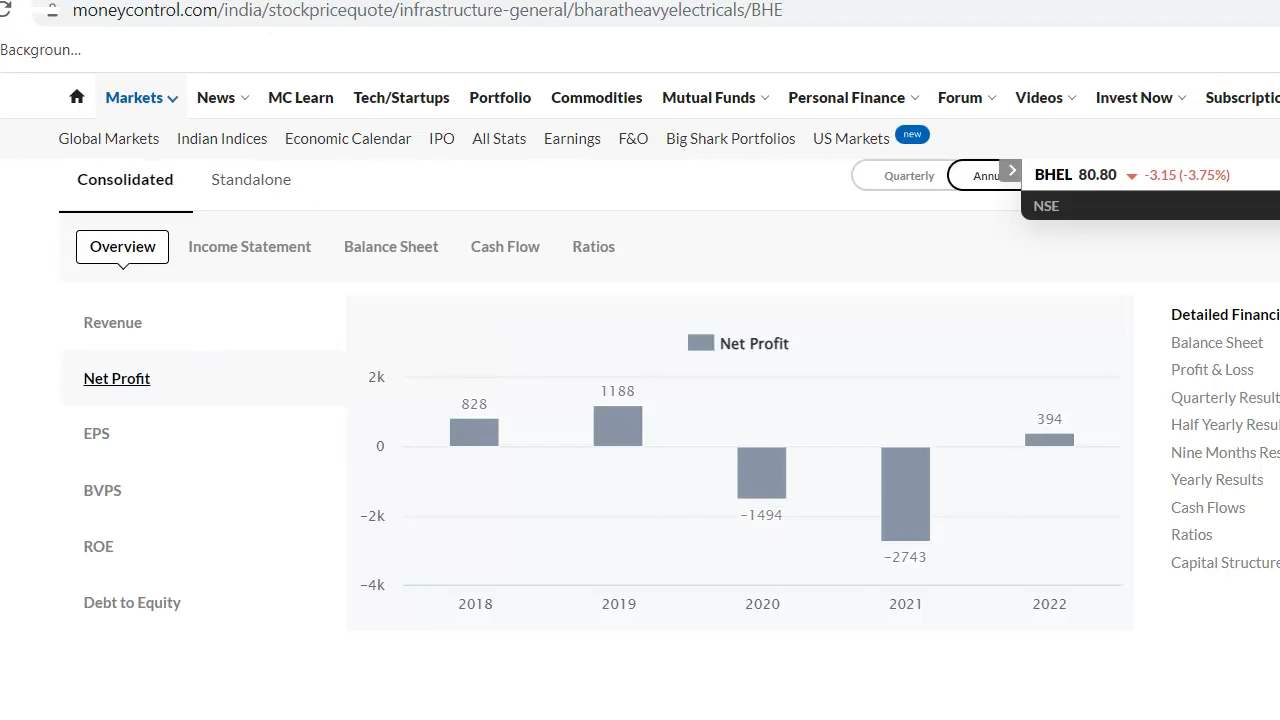 moneycontrol.com/india/stockpricequote/infrastructure-general/bharatheavyelectricals/BHE
Backgroun...
Markets News MC Learn Tech/Startups Portfolio Commodities Mutual Funds Personal Finance Forum Videos Invest Now
Global Markets Indian Indices Economic Calendar IPO All Stats Earnings F&O Big Shark Portfolios US Markets new
Consolidated Standalone Quarterly
BHEL 80.80 -3.15 (-3.75%)
NSE
Overview Income Statement Balance Sheet Cash Flow Ratios
Revenue
Net Profit
EPS
BVPS
ROE
Debt to Equity
Net Profit
2k
0
-2k
-4k
828
1188
-1494
-2743
394
2018 2019 2020 2021 2022
Detailed Financi
Balance Sheet
Profit & Loss
Quarterly Result
Half Yearly Resu
Nine Months Res
Yearly Results
Cash Flows
Ratios
Capital Structure